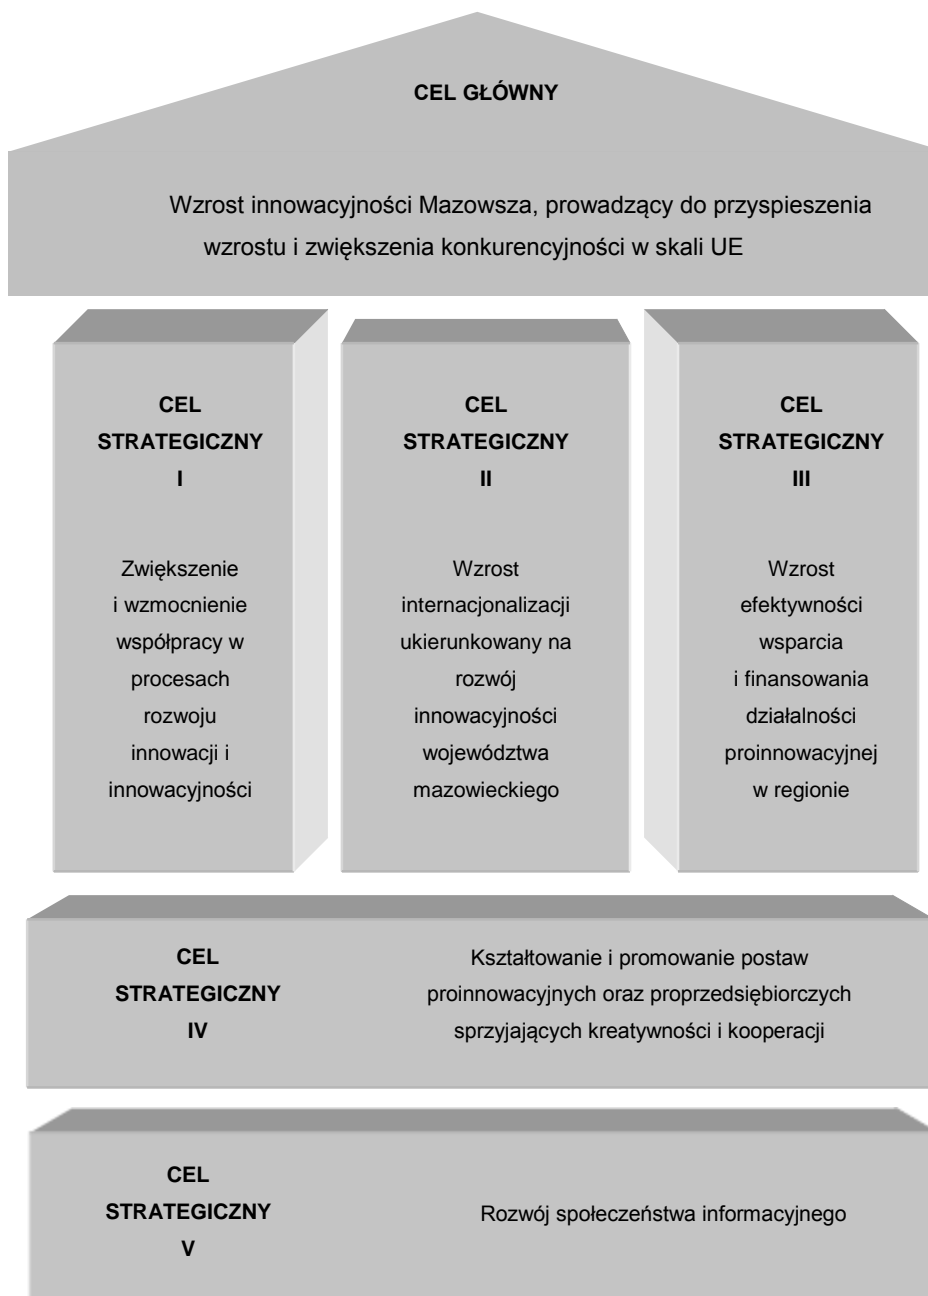 CEL GŁÓWNY
Wzrost innowacyjności Mazowsza, prowadzący do przyspieszenia
wzrostu i zwiększenia konkurencyjności w skali UE
CEL
STRATEGICZNY
I
Zwiększenie
i wzmocnienie
współpracy w
procesach
rozwoju
innowacji i
innowacyjności
CEL
STRATEGICZNY
II
Wzrost
internacjonalizacji
ukierunkowany na
rozwój
innowacyjności
województwa
mazowieckiego
CEL
STRATEGICZNY
III
Wzrost
efektywności
wsparcia
i finansowania
działalności
proinnowacyjnej
w regionie
CEL
STRATEGICZNY
IV
Kształtowanie i promowanie postaw
proinnowacyjnych oraz proprzedsiębiorczych
sprzyjających kreatywności i kooperacji
CEL
STRATEGICZNY
V
Rozwój społeczeństwa informacyjnego